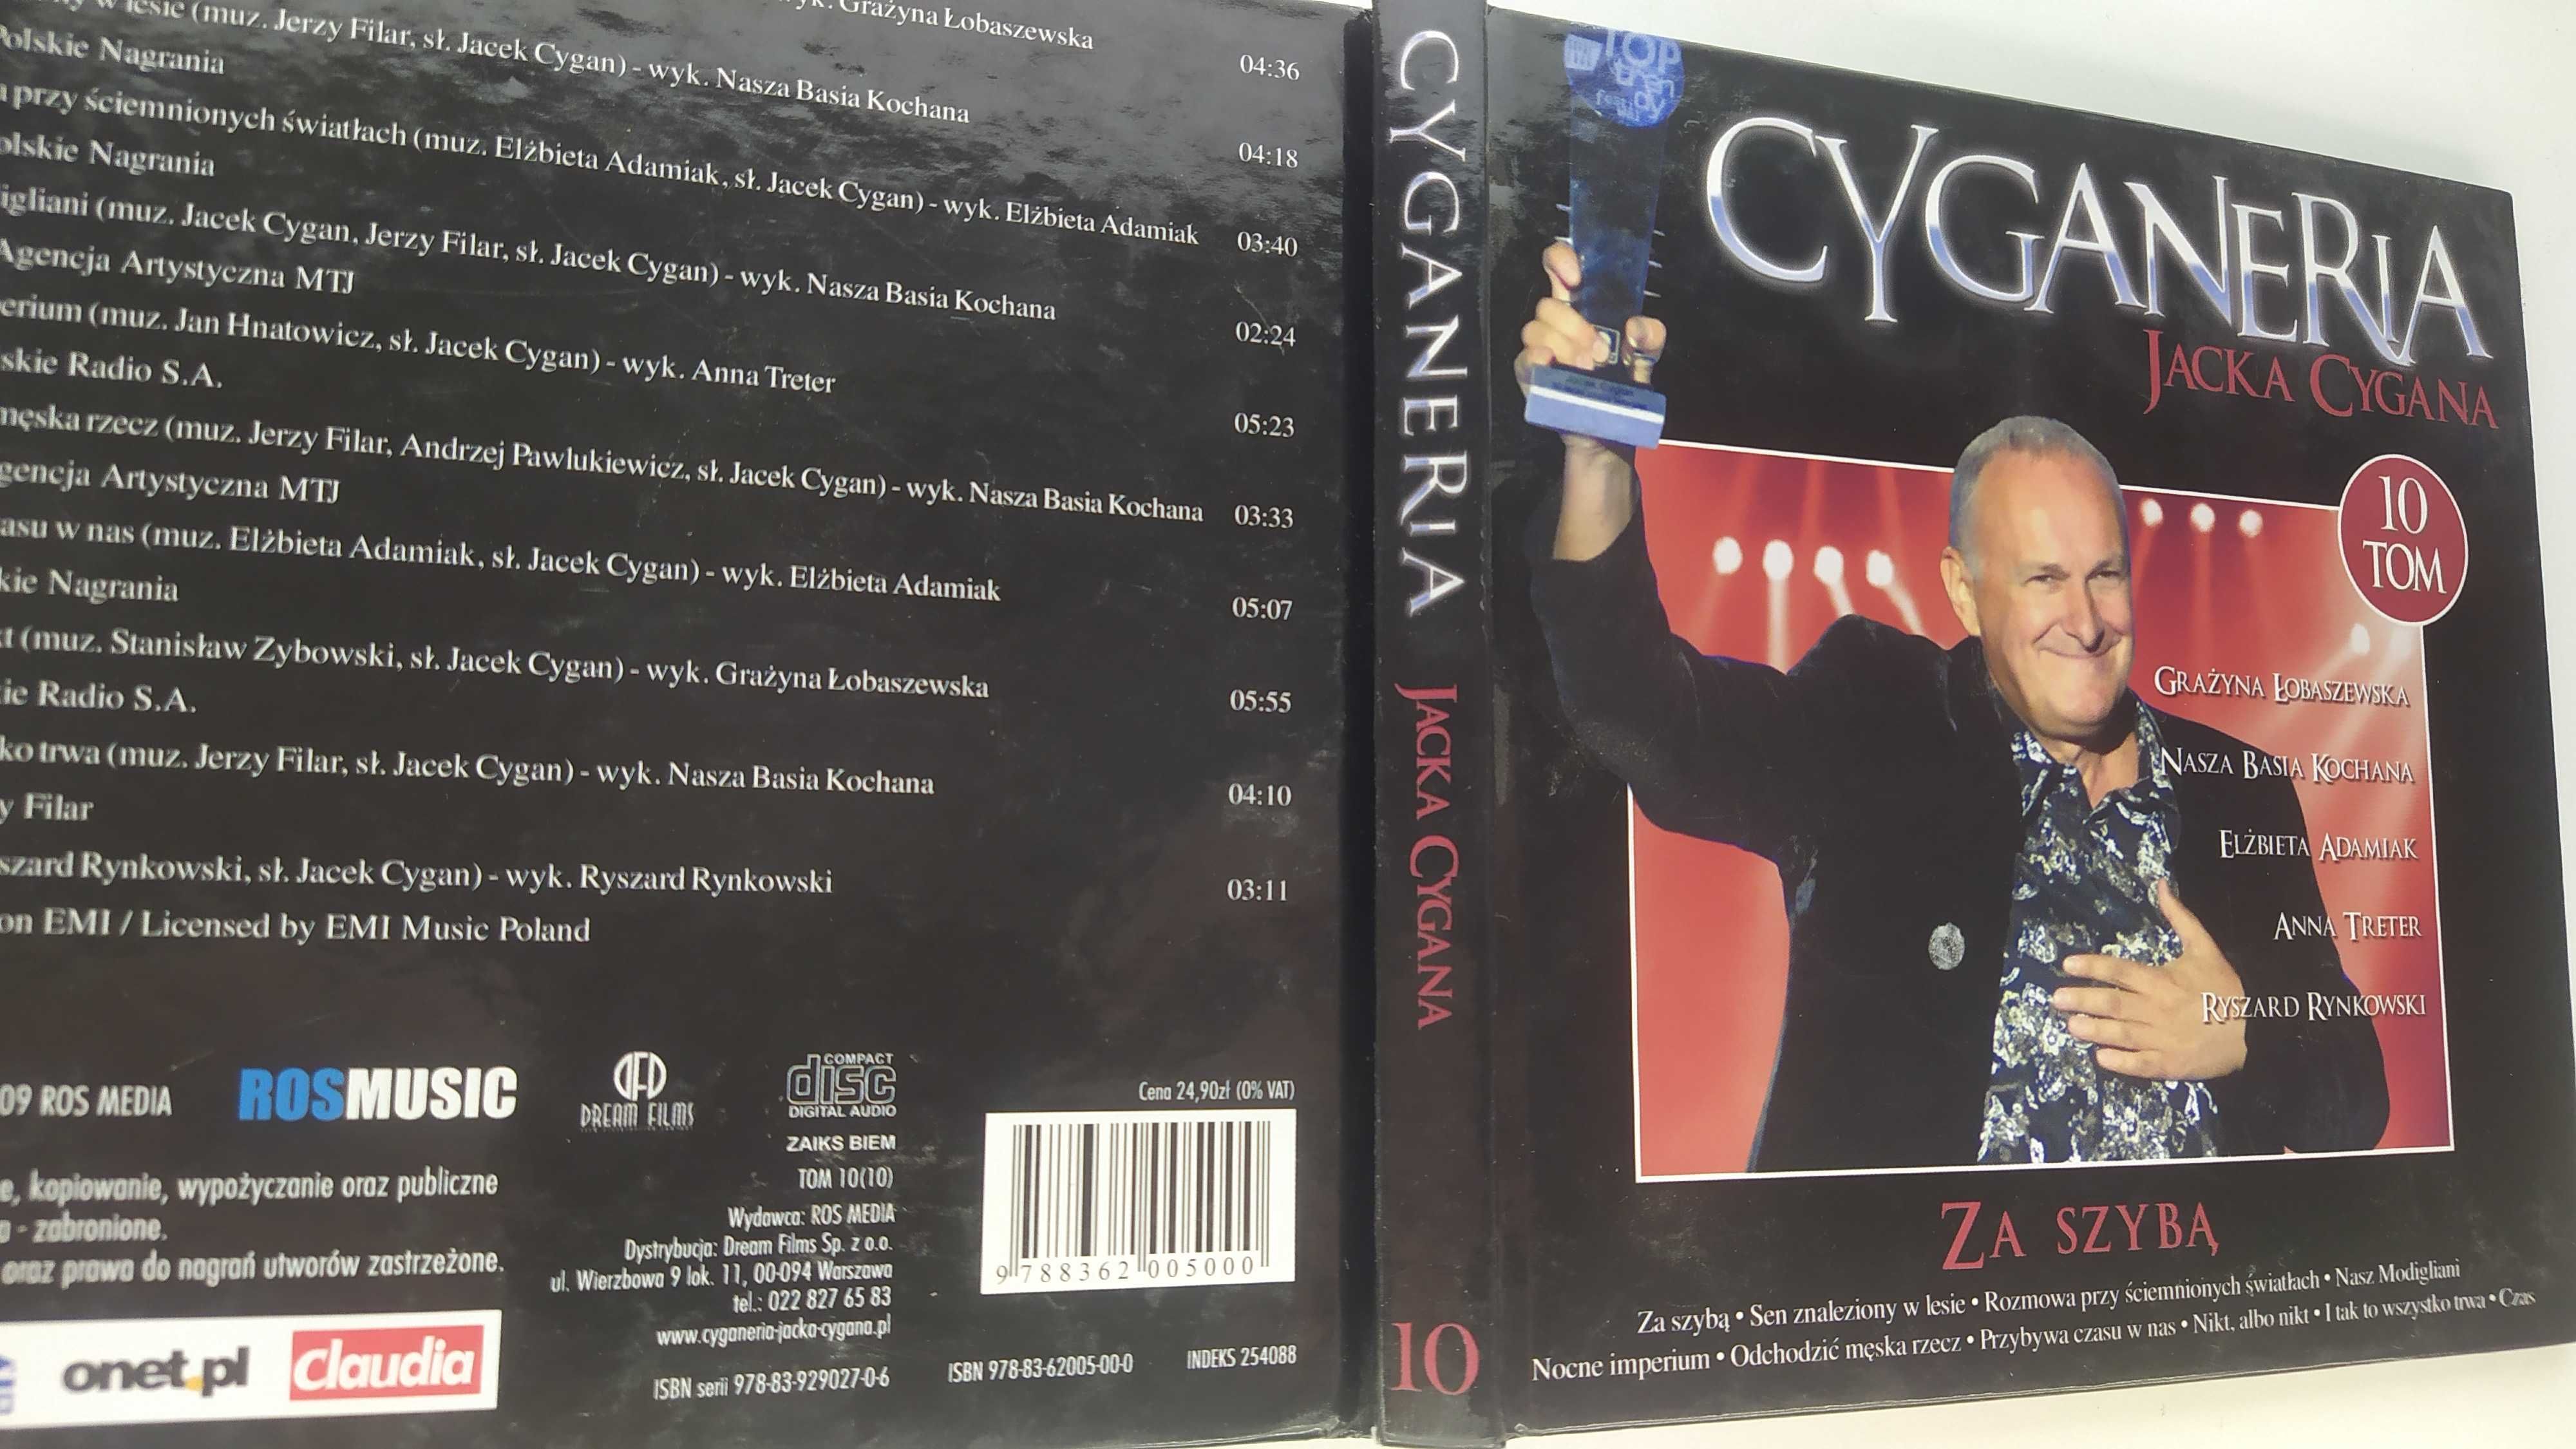 wyk. Grażyna Łobaszewska 04:36
w lesie (muz. Jerzy Filar, sł. Jacek Cygan) - wyk. Nasza Basia Kochana 04:18
Polskie Nagrania
przy ściemnionych światłach (muz. Elżbieta Adamiak, sł. Jacek Cygan) - wyk. Elżbieta Adamiak 03:40
olskie Nagrania
igliani (muz. Jacek Cygan, Jerzy Filar, sł. Jacek Cygan) - wyk. Nasza Basia Kochana 02:24
Agencja Artystyczna MTJ
erium (muz. Jan Hnatowicz, sł. Jacek Cygan) - wyk. Anna Treter 05:23
skie Radio S.A.
męska rzecz (muz. Jerzy Filar, Andrzej Pawlukiewicz, sł. Jacek Cygan) - wyk. Nasza Basia Kochana 03:33
gencja Artystyczna MTJ
asu w nas (muz. Elżbieta Adamiak, sł. Jacek Cygan) - wyk. Elżbieta Adamiak 05:07
kie Nagrania
kt (muz. Stanisław Zybowski, sł. Jacek Cygan) - wyk. Grażyna Łobaszewska 05:55
ie Radio S.A.
ko trwa (muz. Jerzy Filar, sł. Jacek Cygan) - wyk. Nasza Basia Kochana 04:10
y Filar
szard Rynkowski, sł. Jacek Cygan) - wyk. Ryszard Rynkowski 03:11
on EMI / Licensed by EMI Music Poland
09 ROS MEDIA
ROSMUSIC
DFD
DREAM FILMS
COMPACT
disc
DIGITAL AUDIO
ZAIKS BIEM
TOM 10(10)
Wydawca: ROS MEDIA
Dystrybucja: Dream Films Sp. z o.o.
ul. Wierzbowa 9 lok. 11, 00-094 Warszawa
tel.: 022 827 65 83
www.cyganeria-jacka-cygana.pl
ISBN serii 978-83-929027-0-6
e, kopiowanie, wypożyczanie oraz publiczne
a - zabronione.
oraz prawa do nagrań utworów zastrzeżone.
onet.pl
Claudia
Cena 24,90zł (0% VAT)
9 788362 005000
ISBN 978-83-62005-00-0
INDEKS 254088
CYGANERIA JACKA CYGANA 10
TOP
trendy
CYGANERIA
JACKA CYGANA
10
TOM
GRAŻYNA ŁOBASZEWSKA
NASZA BASIA KOCHANA
ELŻBIETA ADAMIAK
ANNA TRETER
RYSZARD RYNKOWSKI
ZA SZYBĄ
Za szybą • Sen znaleziony w lesie • Rozmowa przy ściemnionych światłach • Nasz Modigliani
Nocne imperium • Odchodzić męska rzecz • Przybywa czasu w nas • Nikt, albo nikt • I tak to wszystko trwa • Czas